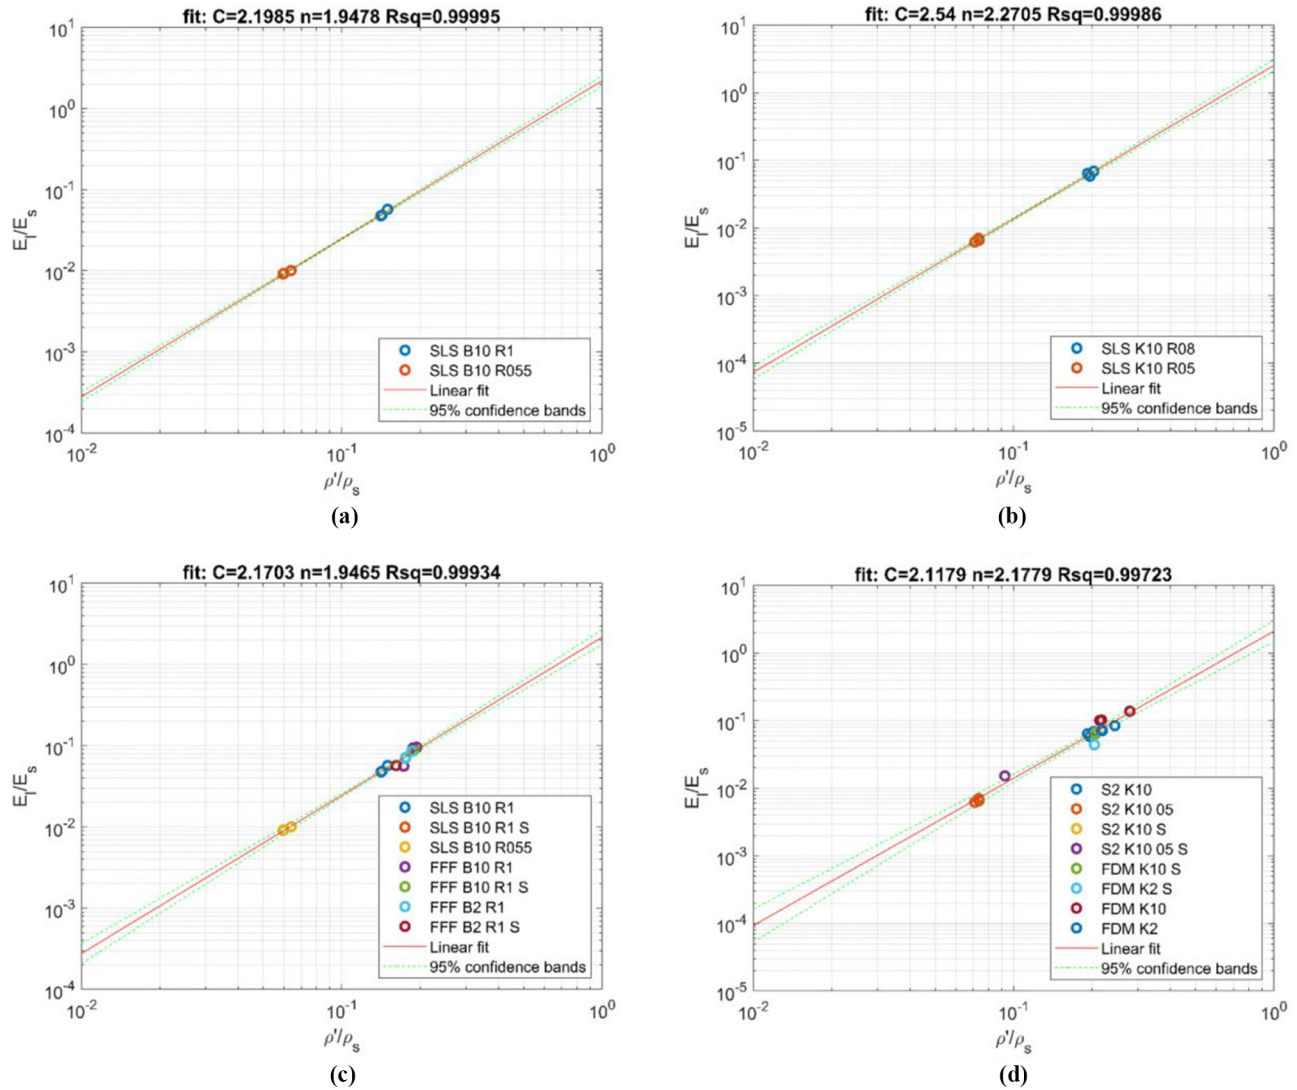 fit: C=2.1985 n=1.9478 Rsq=0.99995
10^1
10^0
10^-1
10^-2
10^-3
10^-4
E_l/E_s
SLS B10 R1
SLS B10 R055
Linear fit
95% confidence bands
10^-2
10^-1
10^0
ρ'/ρ_s
(a)
fit: C=2.54 n=2.2705 Rsq=0.99986
10^1
10^0
10^-1
10^-2
10^-3
10^-4
10^-5
E_l/E_s
SLS K10 R08
SLS K10 R05
Linear fit
95% confidence bands
10^-2
10^-1
10^0
ρ'/ρ_s
(b)
fit: C=2.1703 n=1.9465 Rsq=0.99934
10^1
10^0
10^-1
10^-2
10^-3
10^-4
E_l/E_s
SLS B10 R1
SLS B10 R1 S
SLS B10 R055
FFF B10 R1
FFF B10 R1 S
FFF B2 R1
FFF B2 R1 S
Linear fit
95% confidence bands
10^-2
10^-1
10^0
ρ'/ρ_s
(c)
fit: C=2.1179 n=2.1779 Rsq=0.99723
10^1
10^0
10^-1
10^-2
10^-3
10^-4
10^-5
E_l/E_s
S2 K10
S2 K10 05
S2 K10 S
S2 K10 05 S
FDM K10 S
FDM K2 S
FDM K10
FDM K2
Linear fit
95% confidence bands
10^-2
10^-1
10^0
ρ'/ρ_s
(d)